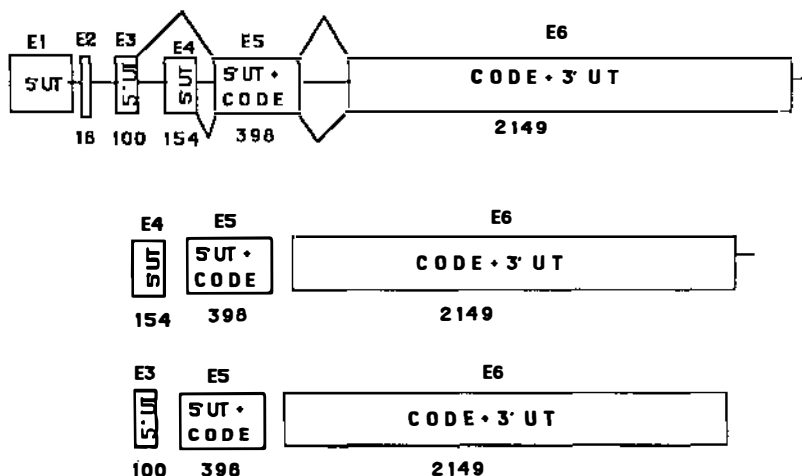 E1 E2 E3 E4 E5 E6
5'UT 5'UT 5'UT 5'UT + CODE CODE + 3' UT
18 100 154 398 2149
E4 E5 E6
5'UT 5'UT + CODE CODE + 3' UT
154 398 2149
E3 E5 E6
5'UT 5'UT + CODE CODE + 3' UT
100 398 2149